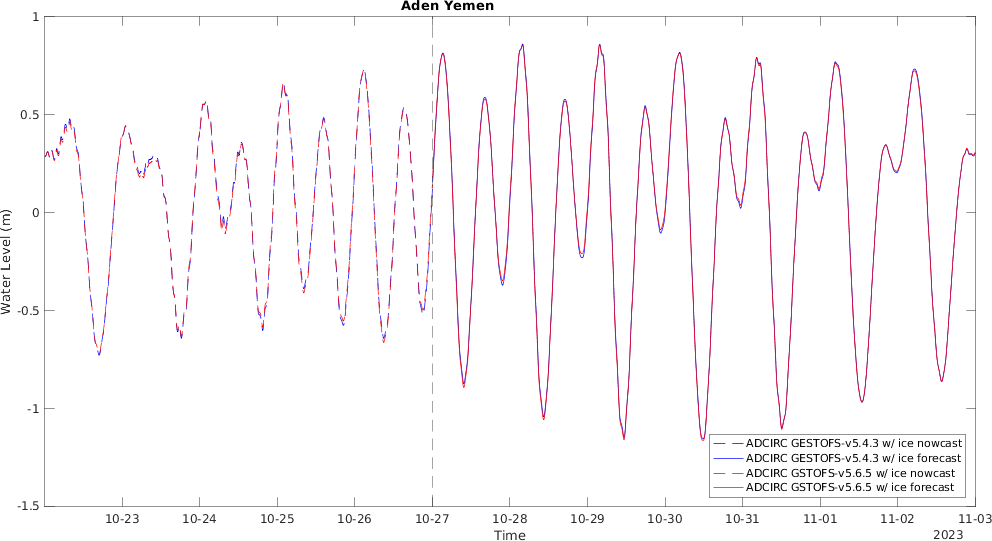 Aden Yemen
Water Level (m)
1
0.5
0
-0.5
-1
-1.5
ADCIRC GESTOFS-v5.4.3 w/ ice nowcast
ADCIRC GESTOFS-v5.4.3 w/ ice forecast
ADCIRC GSTOFS-v5.6.5 w/ ice nowcast
ADCIRC GSTOFS-v5.6.5 w/ ice forecast
10-23 10-24 10-25 10-26 10-27 10-28 10-29 10-30 10-31 11-01 11-02 11-03
Time
2023